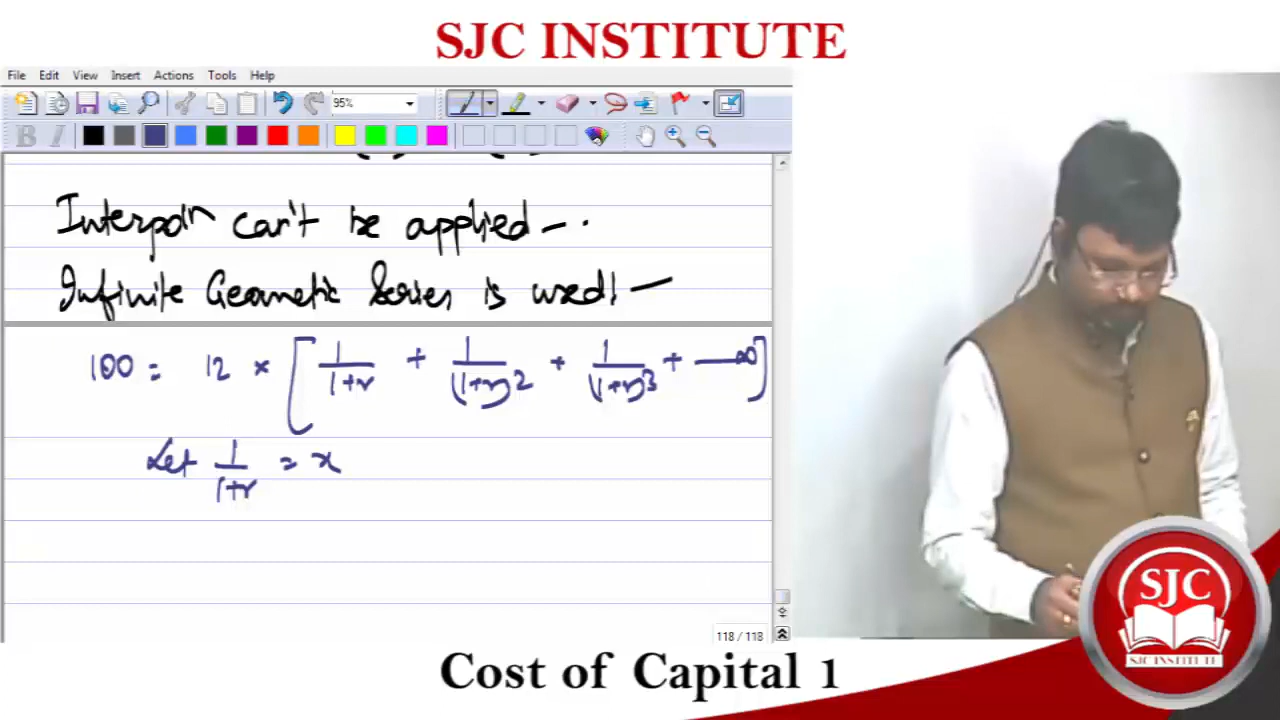 SJC INSTITUTE
File Edit View Insert Actions Tools Help
95%
Interpoln can't be applied - .
Infinite Geometic Series is used! -
100 = 12 × [ 1/1+r + 1/(1+r)2 + 1/(1+r)3 + — ∞ ]
Let 1/1+r = x
118 / 118
SJC
SJC INSTITUTE
Cost of Capital 1